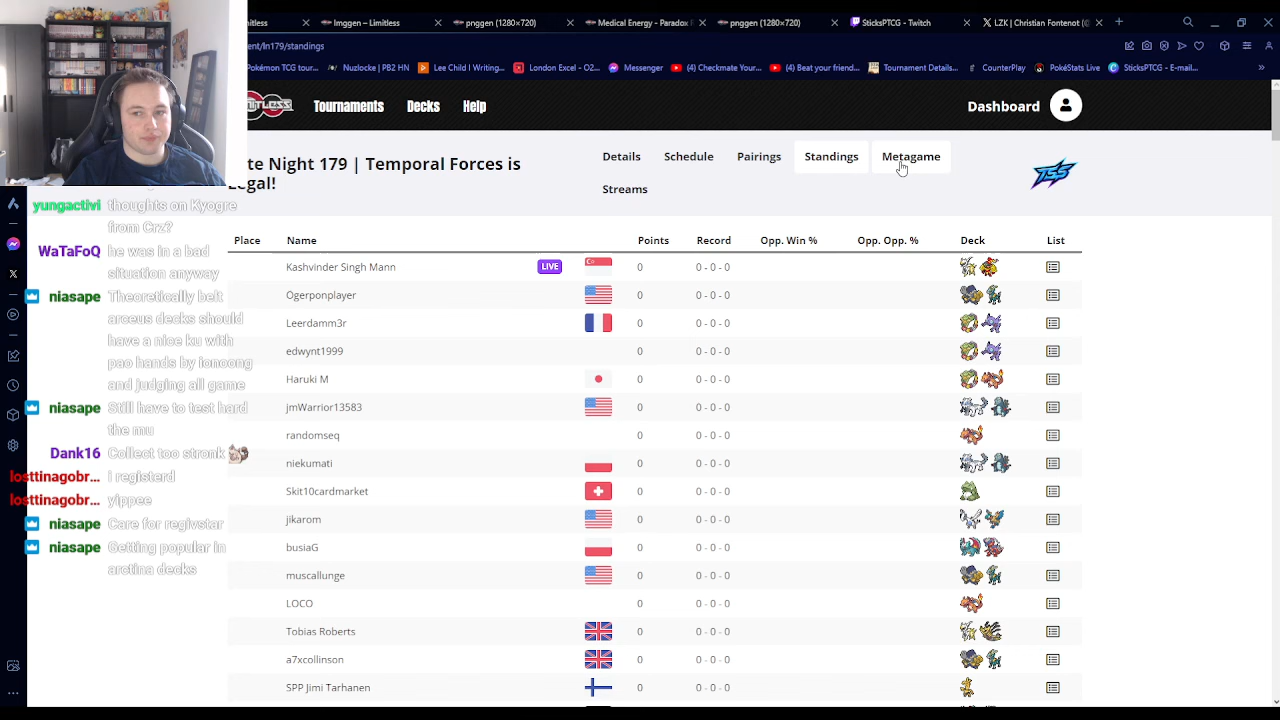 mitless
Imggen – Limitless
pnggen (1280×720)
Medical Energy - Paradox R
pnggen (1280×720)
SticksPTCG - Twitch
LZK | Christian Fontenot (@
ent/ln179/standings
Pokémon TCG tour...
Nuzlocke | PB2 HN
Lee Child | Writing...
London Excel - O2...
Messenger
(4) Checkmate Your...
(4) Beat your friend...
Tournament Details...
CounterPlay
PokéStats Live
SticksPTCG - E-mail...
Tournaments
Decks
Help
Dashboard
te Night 179 | Temporal Forces is
Legal!
Details
Schedule
Pairings
Standings
Metagame
Streams
TSS
Place Name Points Record Opp. Win % Opp. Opp. % Deck List
Kashvinder Singh Mann LIVE 0 0 - 0 - 0
Ogerponplayer 0 0 - 0 - 0
Leerdamm3r 0 0 - 0 - 0
edwynt1999 0 0 - 0 - 0
Haruki M 0 0 - 0 - 0
jmWarrior13583 0 0 - 0 - 0
randomseq 0 0 - 0 - 0
niekumati 0 0 - 0 - 0
Skit10cardmarket 0 0 - 0 - 0
jikarom 0 0 - 0 - 0
busiaG 0 0 - 0 - 0
muscallunge 0 0 - 0 - 0
LOCO 0 0 - 0 - 0
Tobias Roberts 0 0 - 0 - 0
a7xcollinson 0 0 - 0 - 0
SPP Jimi Tarhanen 0 0 - 0 - 0
yungactivi thoughts on Kyogre
from Crz?
WaTaFoQ he was in a bad
situation anyway
niasape Theoretically belt
arceus decks should
have a nice ku with
pao hands by ionoong
and judging all game
niasape Still have to test hard
the mu
Dank16 Collect too stronk
losttinagobr... I registerd
losttinagobr... yippee
niasape Care for regivstar
niasape Getting popular in
arctina decks